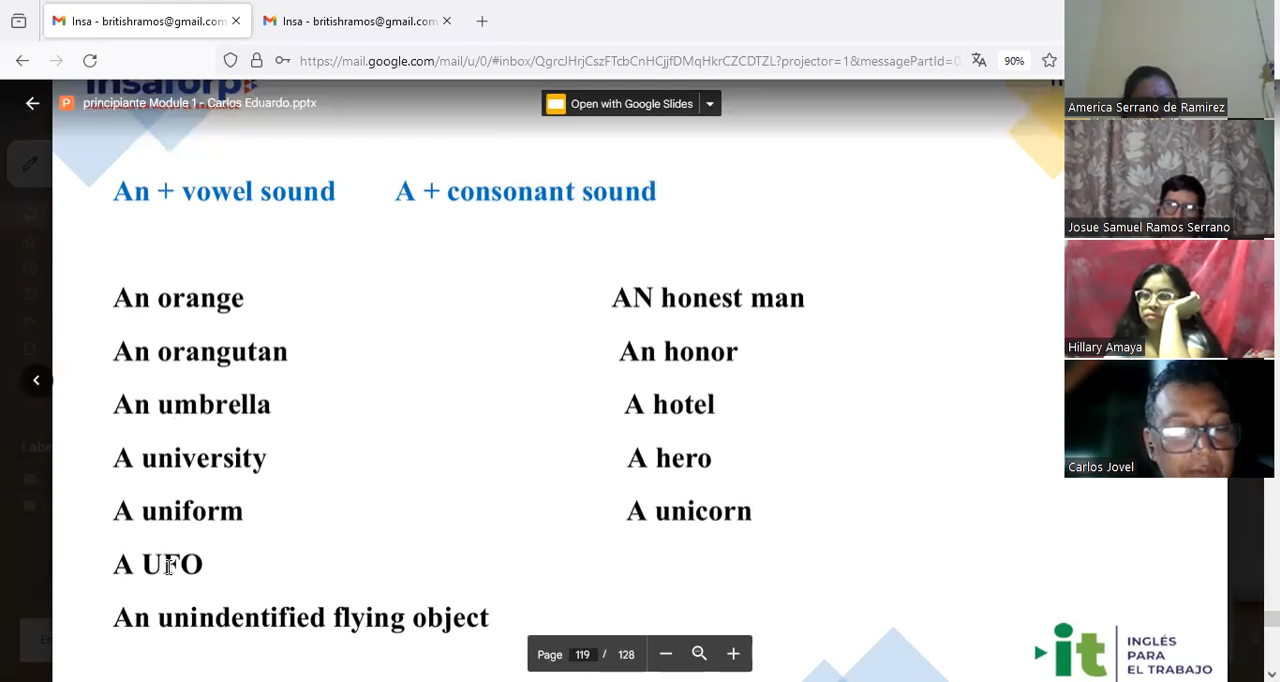 Insa - britishramos@gmail.com
Insa - britishramos@gmail.com
https://mail.google.com/mail/u/0/#inbox/QgrcJHrjCszFTcbCnHCjjfDMqHkrCZCDTZL?projector=1&messagePartId=0
90%
insaforp
principiante Module 1 - Carlos Eduardo.pptx
Open with Google Slides
An + vowel sound A + consonant sound
An orange
An orangutan
An umbrella
A university
A uniform
A UFO
An unindentified flying object
AN honest man
An honor
A hotel
A hero
A unicorn
Page 119 / 128
it
INGLÉS
PARA
EL TRABAJO
America Serrano de Ramirez
Josue Samuel Ramos Serrano
Hillary Amaya
Carlos Jovel